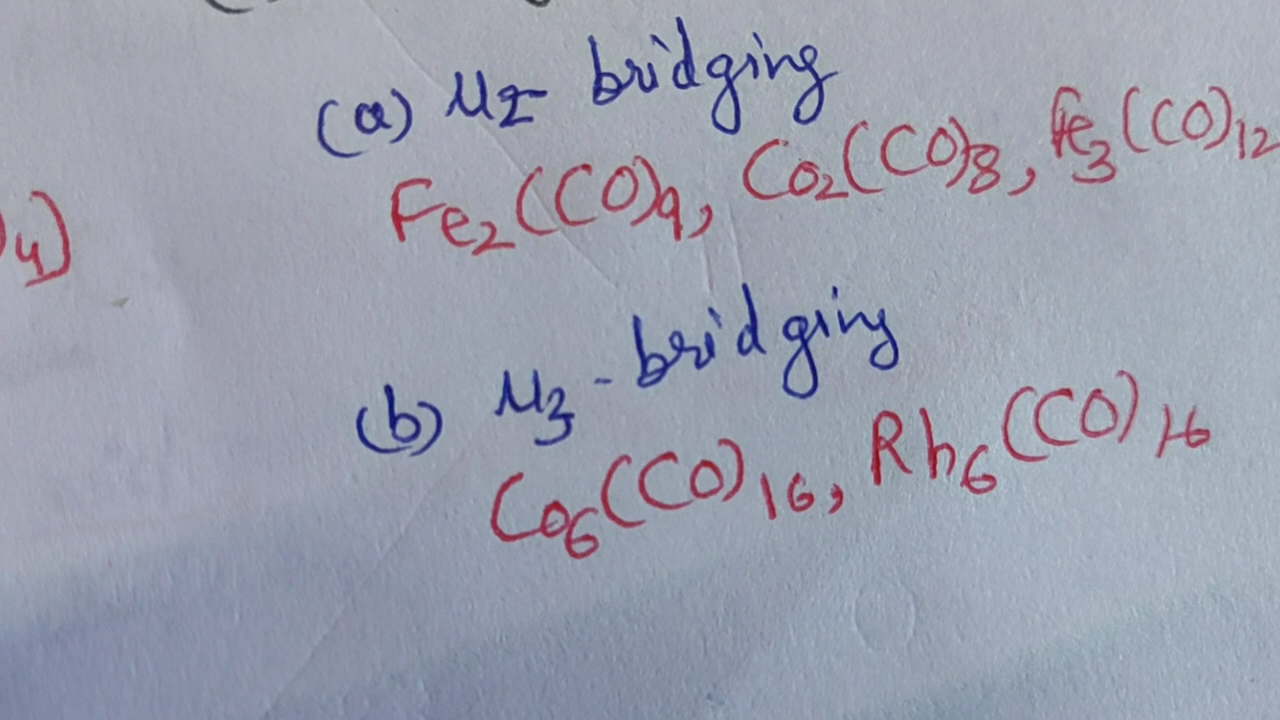 (a) μ2- bridging
Fe2(CO)9, Co2(CO)8, Fe3(CO)12
4)
(b) μ3-bridging
Co6(CO)16, Rh6(CO)16